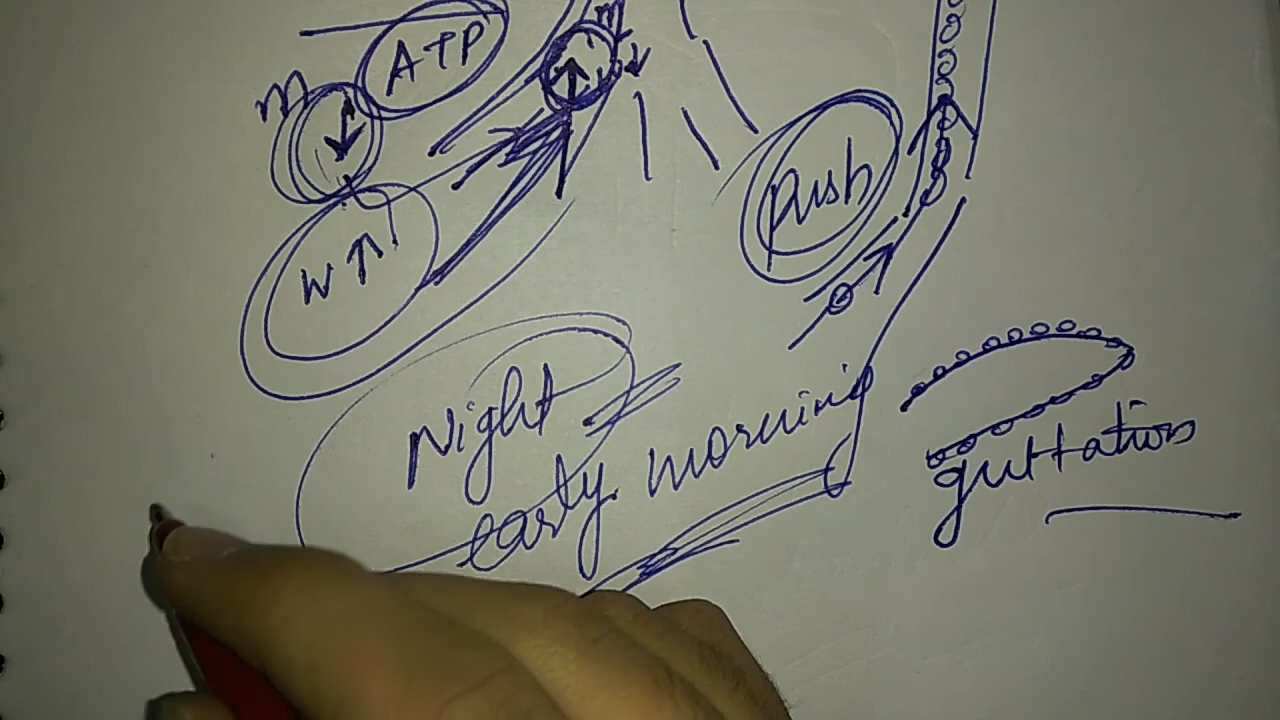 m
ATP
m
W ↑
Push
Night
early morning
guttation